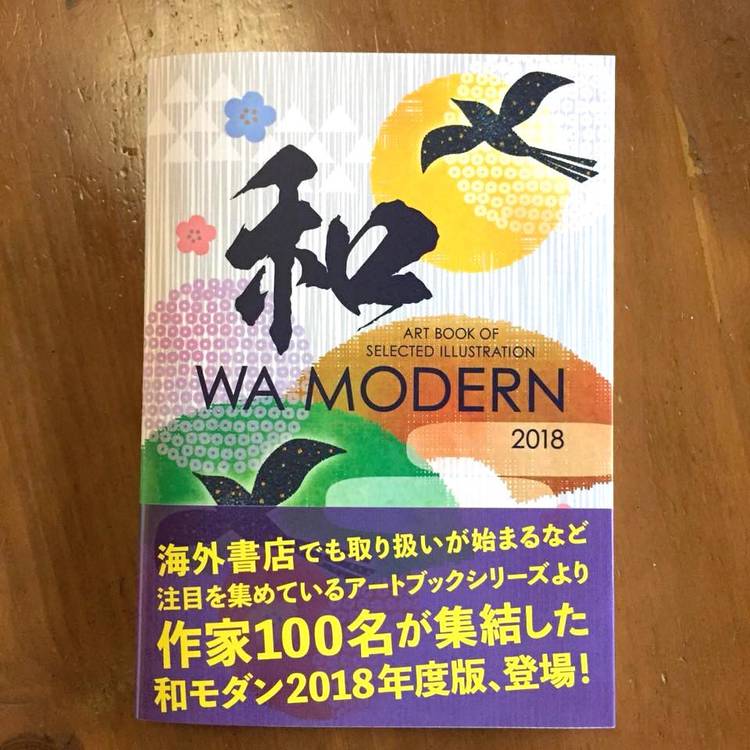 和
ART BOOK OF
SELECTED ILLUSTRATION
WA MODERN
2018
海外書店でも取り扱いが始まるなど
注目を集めているアートブックシリーズより
作家100名が集結した
和モダン2018年度版、登場!